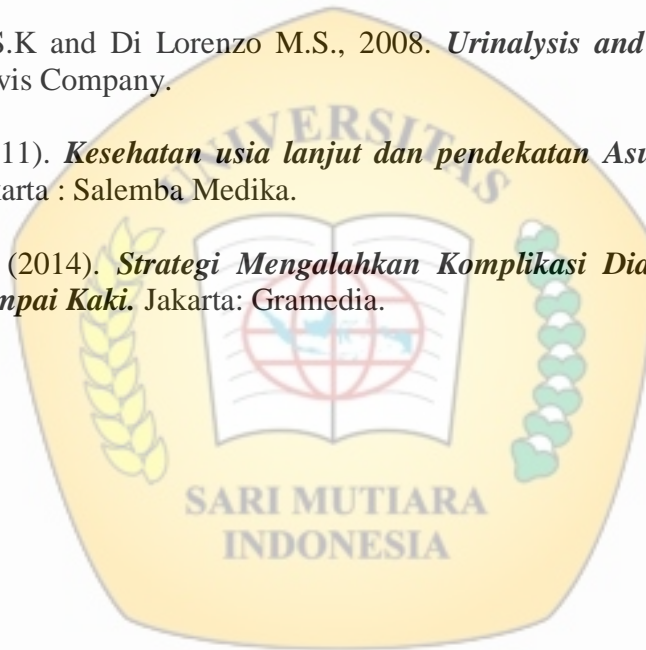 S.K and Di Lorenzo M.S., 2008. Urinalysis and
vis Company.
11). Kesehatan usia lanjut dan pendekatan Asu
karta : Salemba Medika.
(2014). Strategi Mengalahkan Komplikasi Dia
mpai Kaki. Jakarta: Gramedia.
UNIVERSITAS
SARI MUTIARA
INDONESIA